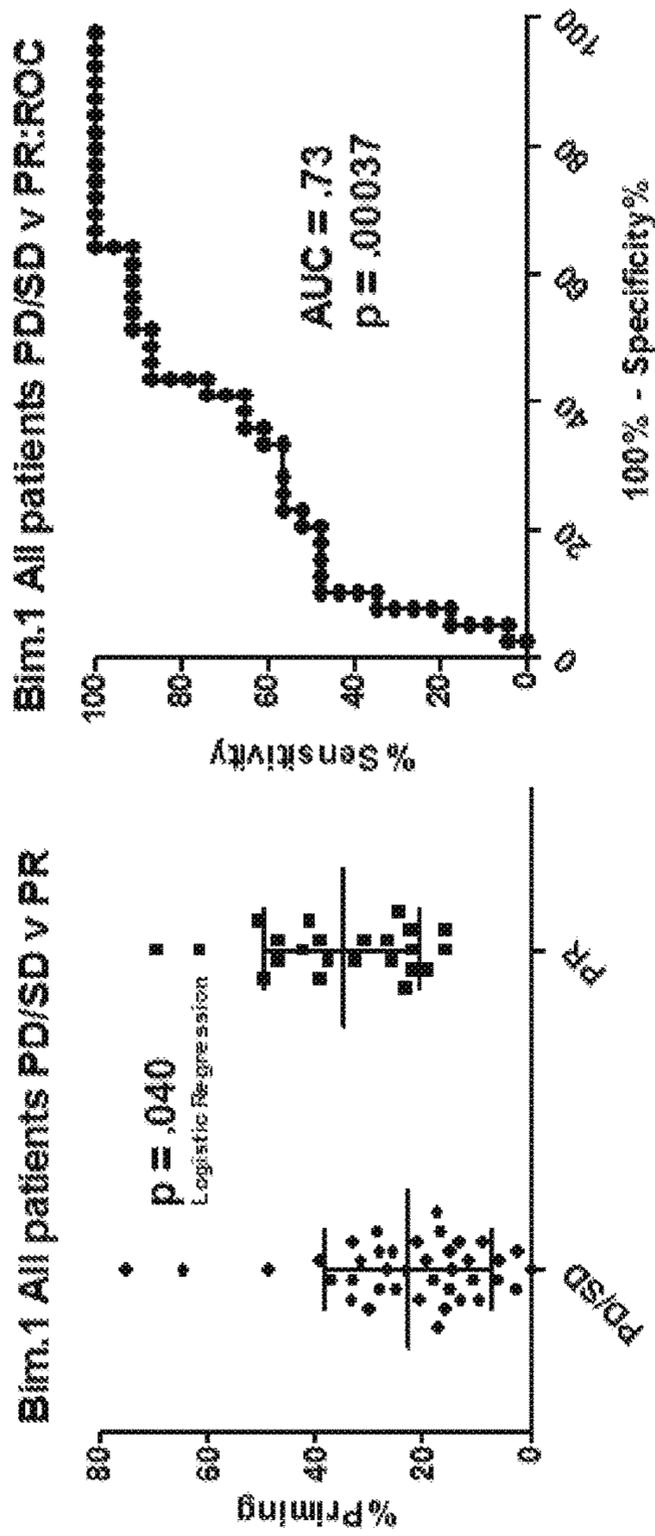 Bim.1 All patients PD/SD v PR
% Priming
80
60
40
20
0
p = .040
Logistic Regression
PD/SD
PR
Bim.1 All patients PD/SD v PR:ROC
% Sensitivity
100
80
60
40
20
0
AUC = .73
p = .00037
0
20
40
60
80
100
100% - Specificity%